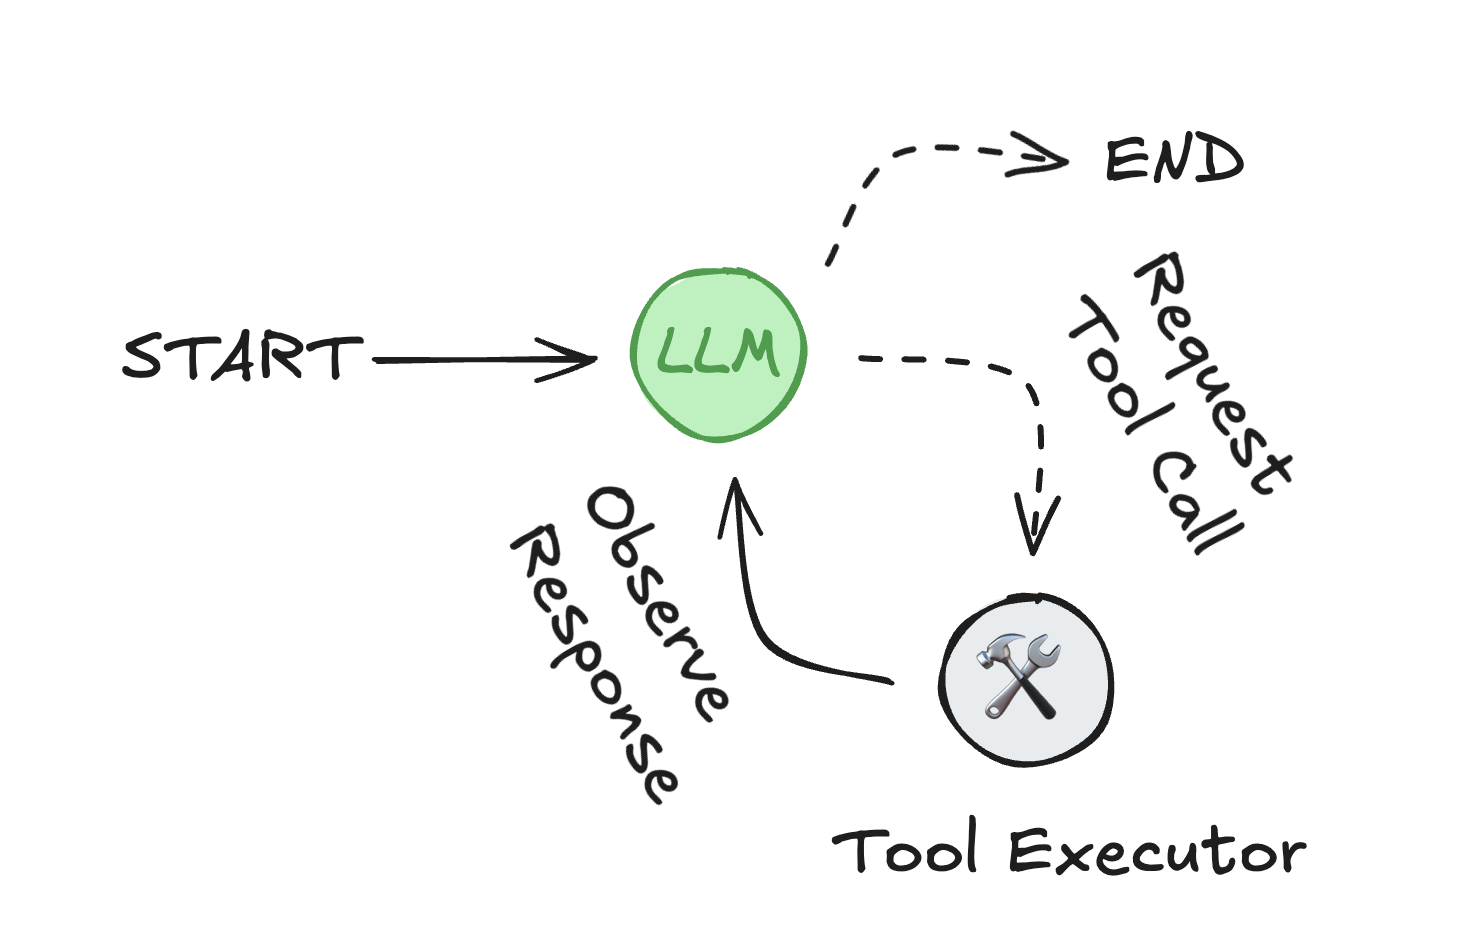 END
START
LLM
Request
Tool Call
Observe
Response
Tool Executor